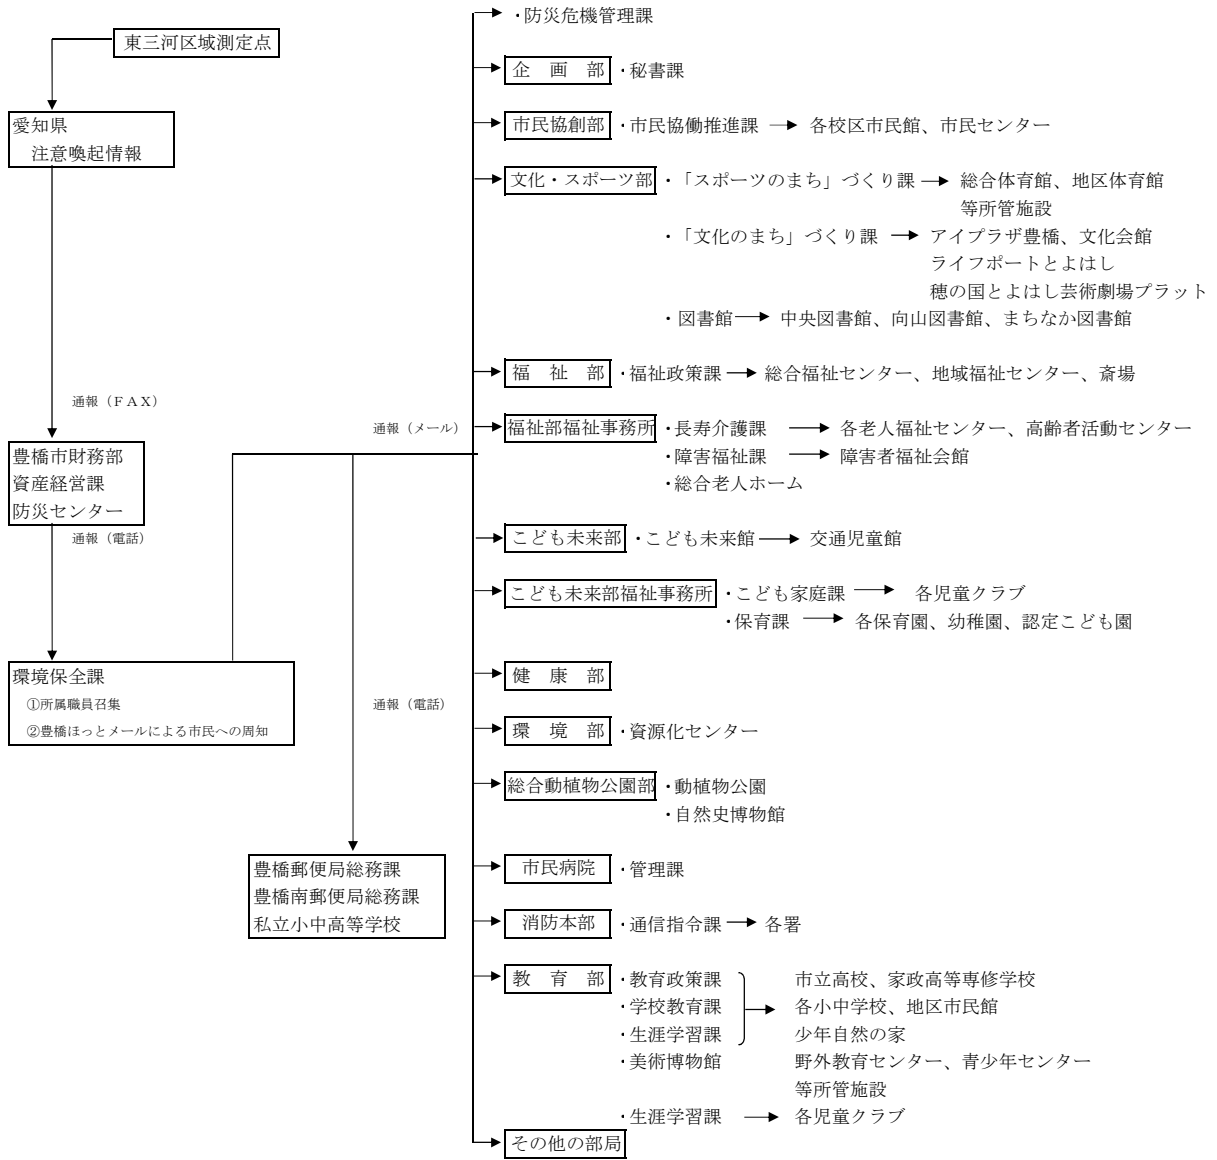 東三河区域測定点
愛知県
注意喚起情報
通報（ＦＡＸ）
豊橋市財務部
資産経営課
防災センター
通報（電話）
環境保全課
①所属職員召集
②豊橋ほっとメールによる市民への周知
通報（メール）
通報（電話）
豊橋郵便局総務課
豊橋南郵便局総務課
私立小中高等学校
・防災危機管理課
企　画　部 ・秘書課
市民協創部 ・市民協働推進課 各校区市民館、市民センター
文化・スポーツ部 ・「スポーツのまち」づくり課 総合体育館、地区体育館
等所管施設
・「文化のまち」づくり課 アイプラザ豊橋、文化会館
ライフポートとよはし
穂の国とよはし芸術劇場プラット
・図書館 中央図書館、向山図書館、まちなか図書館
福　祉　部 ・福祉政策課 総合福祉センター、地域福祉センター、斎場
福祉部福祉事務所 ・長寿介護課 各老人福祉センター、高齢者活動センター
・障害福祉課 障害者福祉会館
・総合老人ホーム
こども未来部 ・こども未来館 交通児童館
こども未来部福祉事務所 ・こども家庭課 各児童クラブ
・保育課 各保育園、幼稚園、認定こども園
健　康　部
環　境　部 ・資源化センター
総合動植物公園部 ・動植物公園
・自然史博物館
市民病院 ・管理課
消防本部 ・通信指令課 各署
教　育　部 ・教育政策課 市立高校、家政高等専修学校
・学校教育課 各小中学校、地区市民館
・生涯学習課 少年自然の家
・美術博物館 野外教育センター、青少年センター
等所管施設
・生涯学習課 各児童クラブ
その他の部局